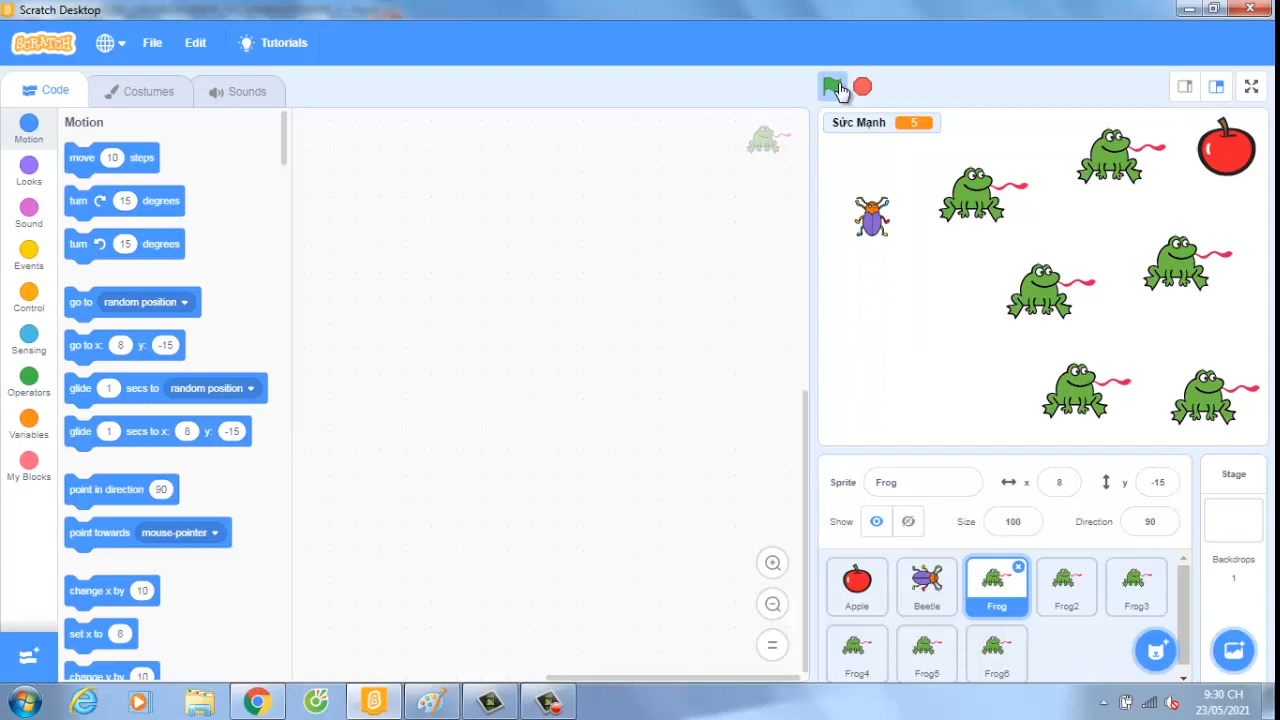 Scratch Desktop
SCRATCH File Edit Tutorials
Code Costumes Sounds
Motion
Looks
Sound
Events
Control
Sensing
Operators
Variables
My Blocks
Motion
move 10 steps
turn 15 degrees
turn 15 degrees
go to random position
go to x: 8 y: -15
glide 1 secs to random position
glide 1 secs to x: 8 y: -15
point in direction 90
point towards mouse-pointer
change x by 10
set x to 8
change y by 10
Sức Mạnh 5
Sprite Frog x 8 y -15
Show Size 100 Direction 90
Apple Beetle Frog Frog2 Frog3
Frog4 Frog5 Frog6
Stage
Backdrops
1
9:30 CH
23/05/2021